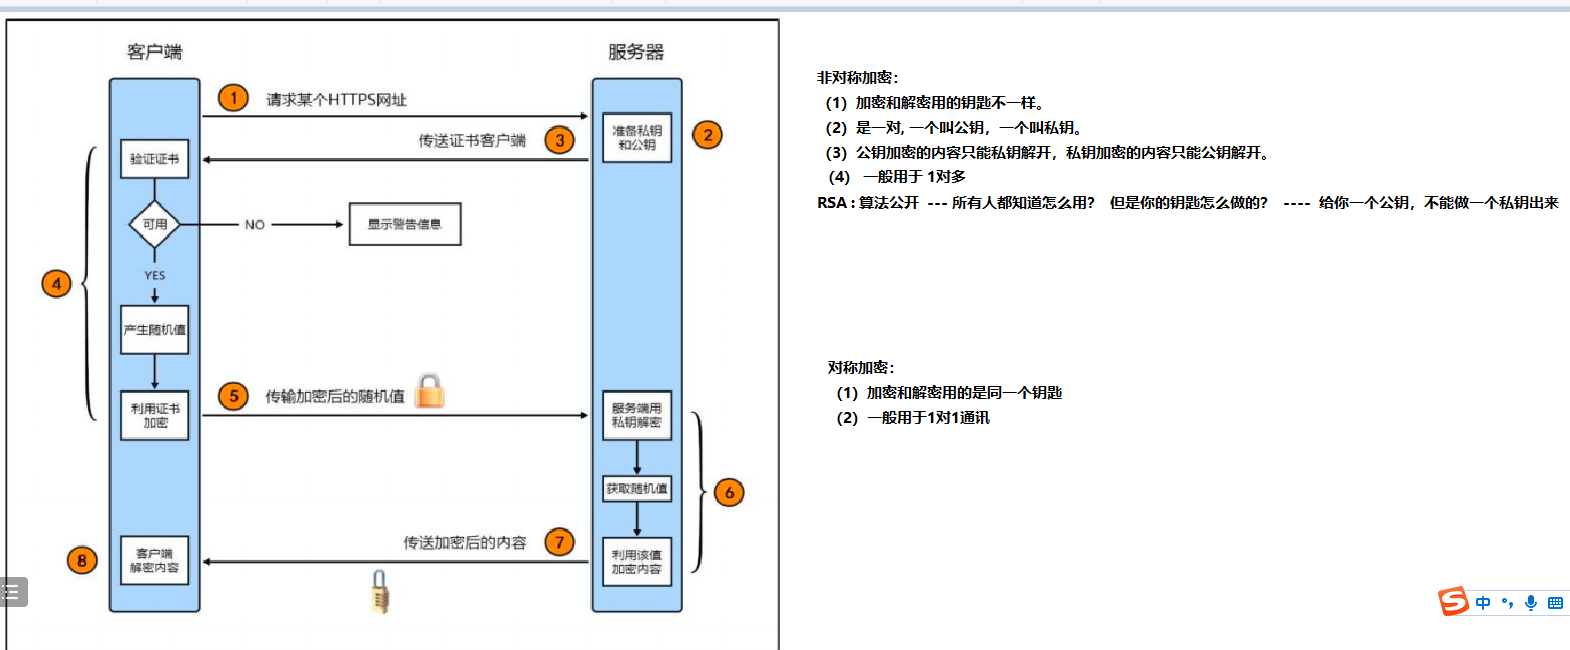 客户端
服务器
1
请求某个HTTPS网址
准备私钥
和公钥
2
传送证书客户端
3
验证证书
可用
NO
显示警告信息
YES
4
产生随机值
利用证书
加密
5
传输加密后的随机值
服务端用
私钥解密
获取随机值
6
利用该值
加密内容
传送加密后的内容
7
8
客户端
解密内容
非对称加密：
（1）加密和解密用的钥匙不一样。
（2）是一对, 一个叫公钥，一个叫私钥。
（3）公钥加密的内容只能私钥解开，私钥加密的内容只能公钥解开。
（4） 一般用于 1对多
RSA : 算法公开 --- 所有人都知道怎么用？ 但是你的钥匙怎么做的？ ---- 给你一个公钥，不能做一个私钥出来
对称加密：
（1）加密和解密用的是同一个钥匙
（2）一般用于1对1通讯
S 中 °，